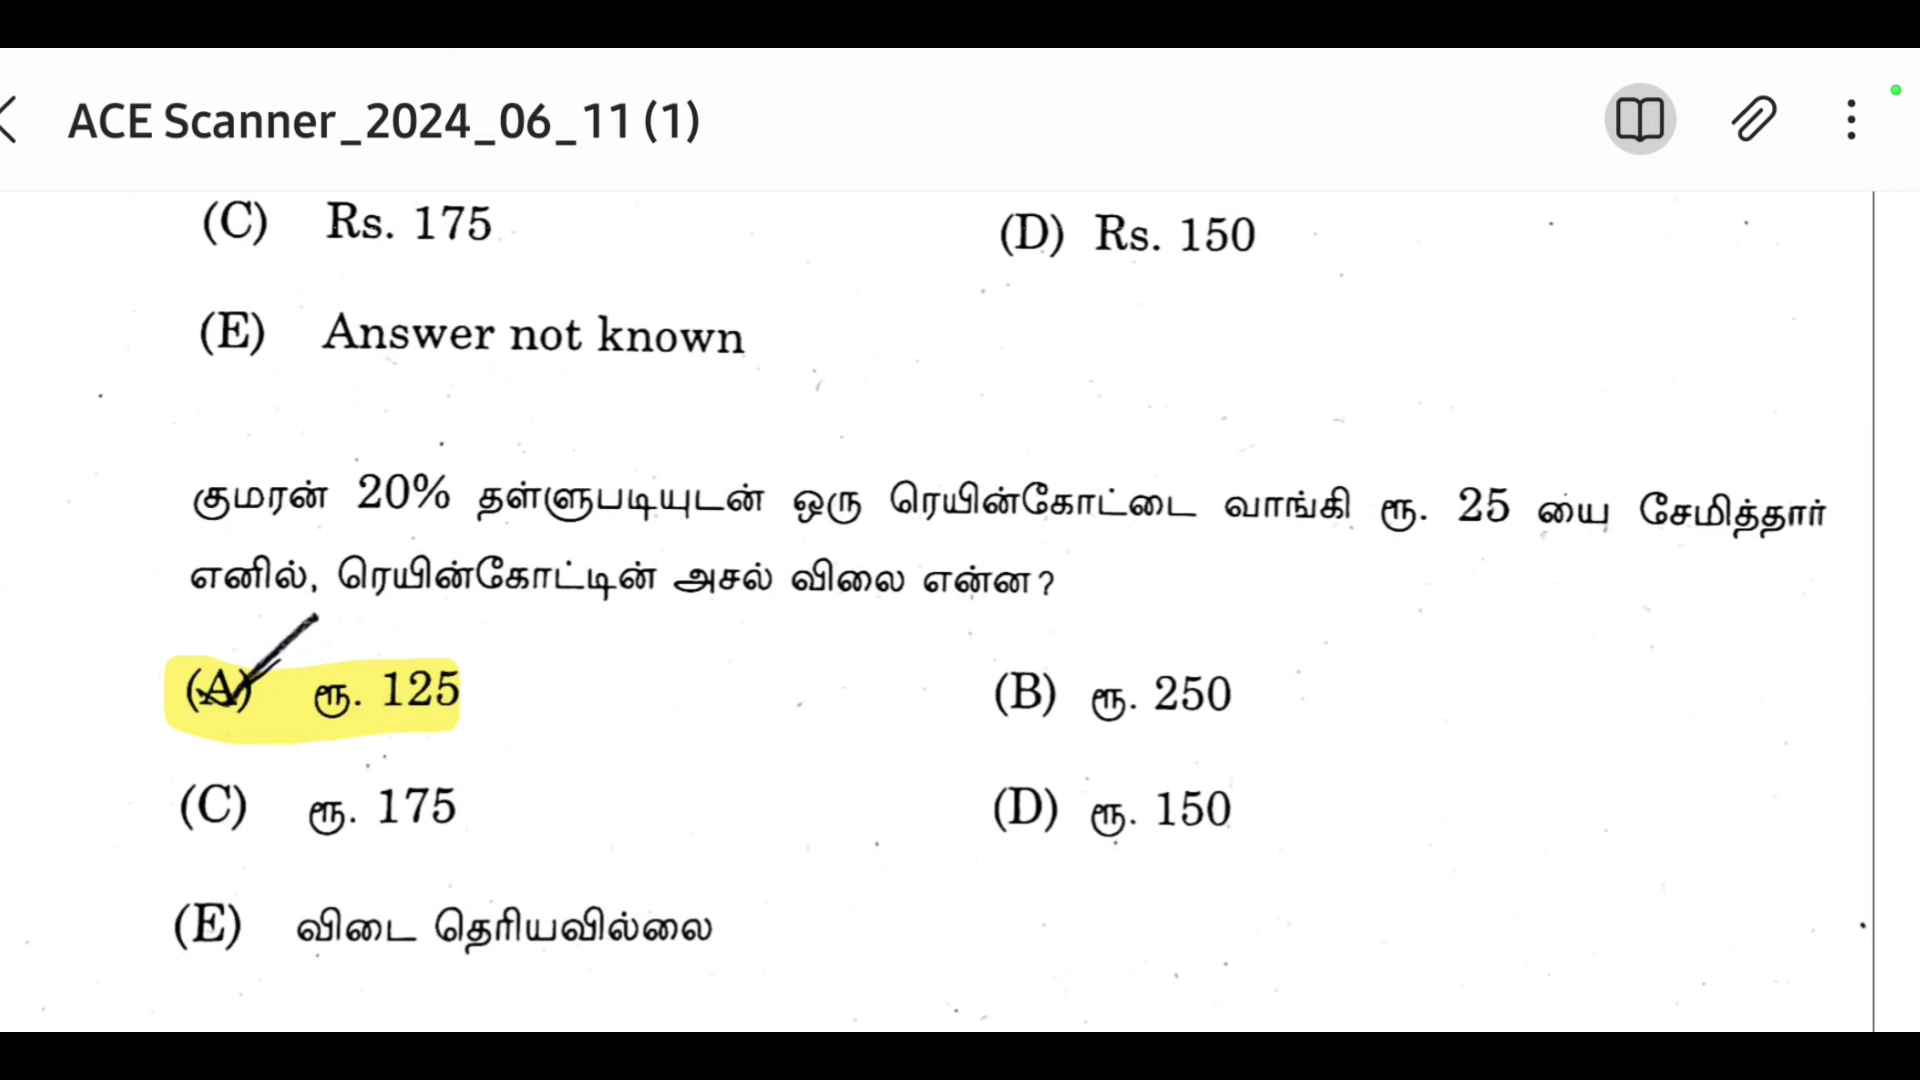 ACE Scanner_2024_06_11 (1)
(C) Rs. 175 (D) Rs. 150
(E) Answer not known
குமரன் 20% தள்ளுபடியுடன் ஒரு ரெயின்கோட்டை வாங்கி ரூ. 25 யை சேமித்தார்
எனில், ரெயின்கோட்டின் அசல் விலை என்ன?
(A) ரூ. 125 (B) ரூ. 250
(C) ரூ. 175 (D) ரூ. 150
(E) விடை தெரியவில்லை